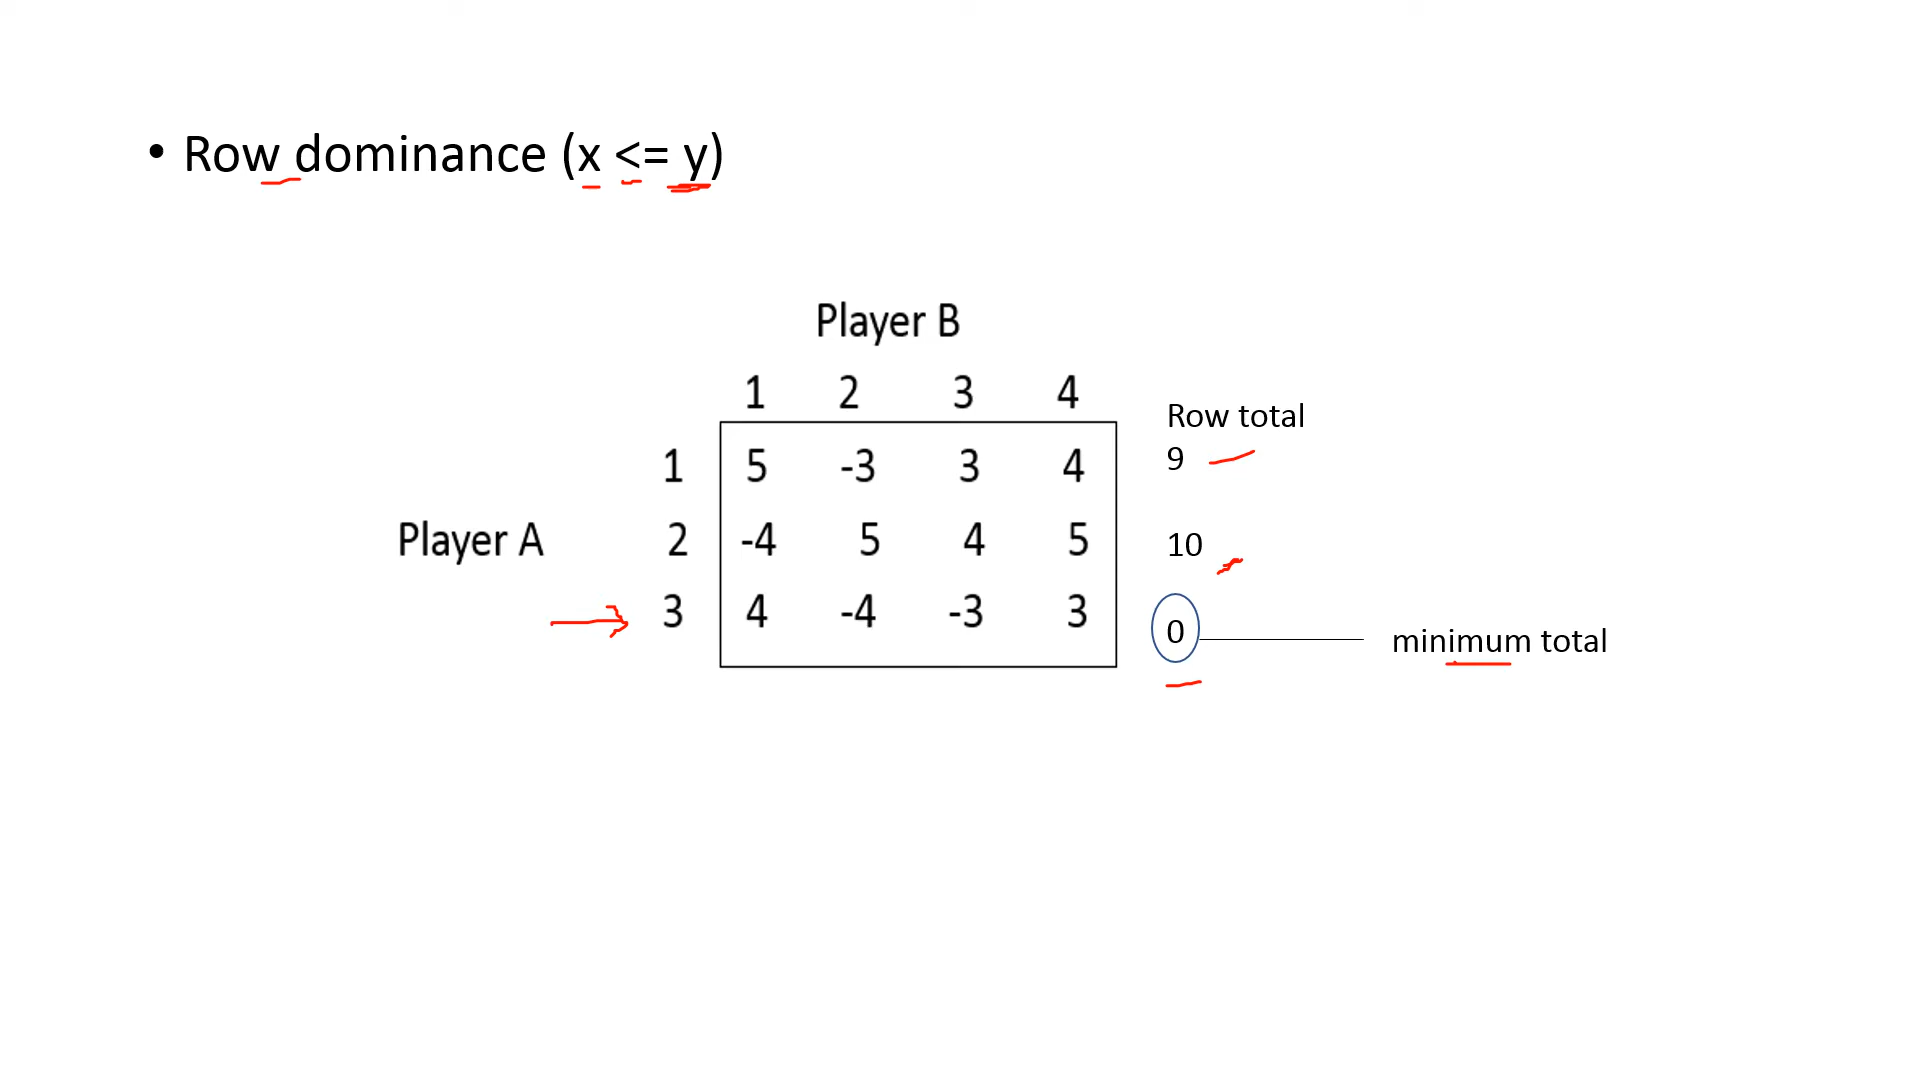 • Row dominance (x <= y)
Player B
1 2 3 4
Row total
1 5 -3 3 4 9
Player A 2 -4 5 4 5 10
3 4 -4 -3 3 0 minimum total